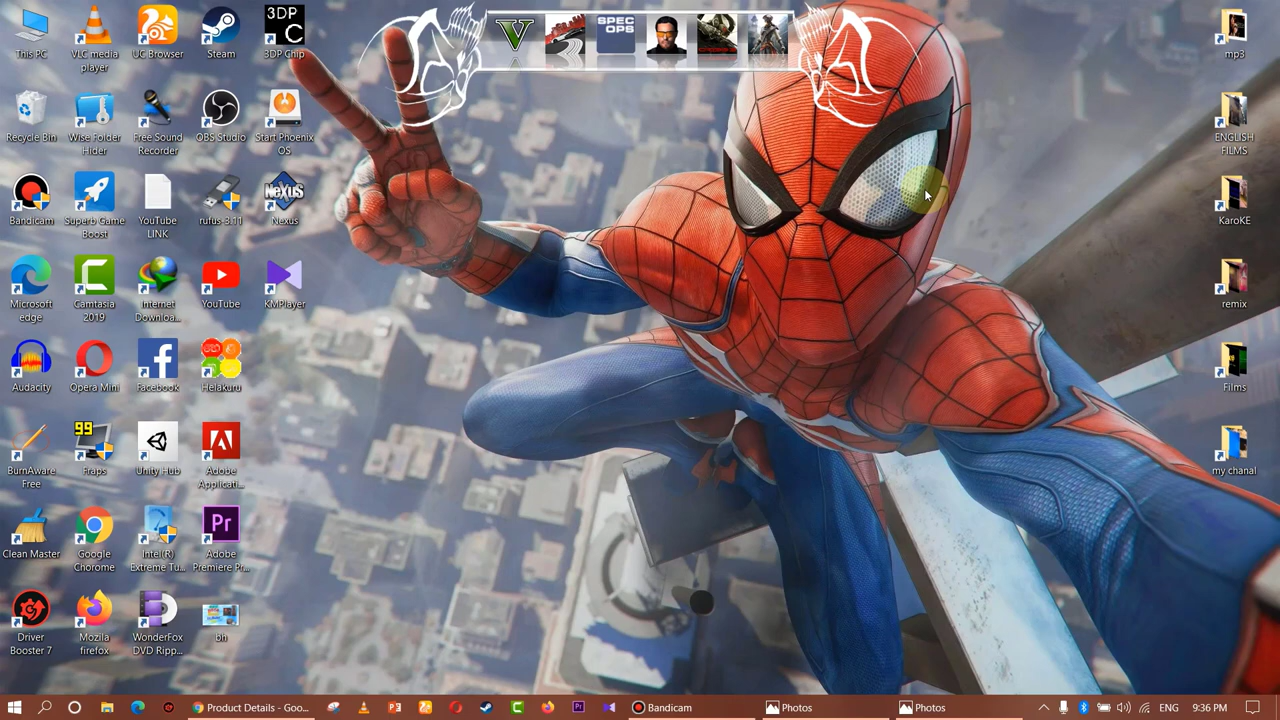 This PC
VLC media
player
UC Browser
Steam
3DP
C
3DP Chip
Recycle Bin
Wise Folder
Hider
Free Sound
Recorder
OBS Studio
Start Phoenix
OS
Bandicam
Superb Game
Boost
YouTube
LINK
rufus-3.11
NeXuS
Nexus
Microsoft
edge
Camtasia
2019
Internet
Downloa...
YouTube
KMPlayer
Audacity
Opera Mini
Facebook
Helakuru
BurnAware
Free
99
Fraps
Unity Hub
Adobe
Applicati...
Clean Master
Google
Chorome
Intel(R)
Extreme Tu...
Pr
Adobe
Premiere Pr...
Driver
Booster 7
Mozila
firefox
WonderFox
DVD Ripp...
bh
V
SPEC
OPS
mp3
ENGLISH
FILMS
KaroKE
remix
Films
my chanal
Product Details - Goo...
Bandicam
Photos
Photos
ENG
9:36 PM